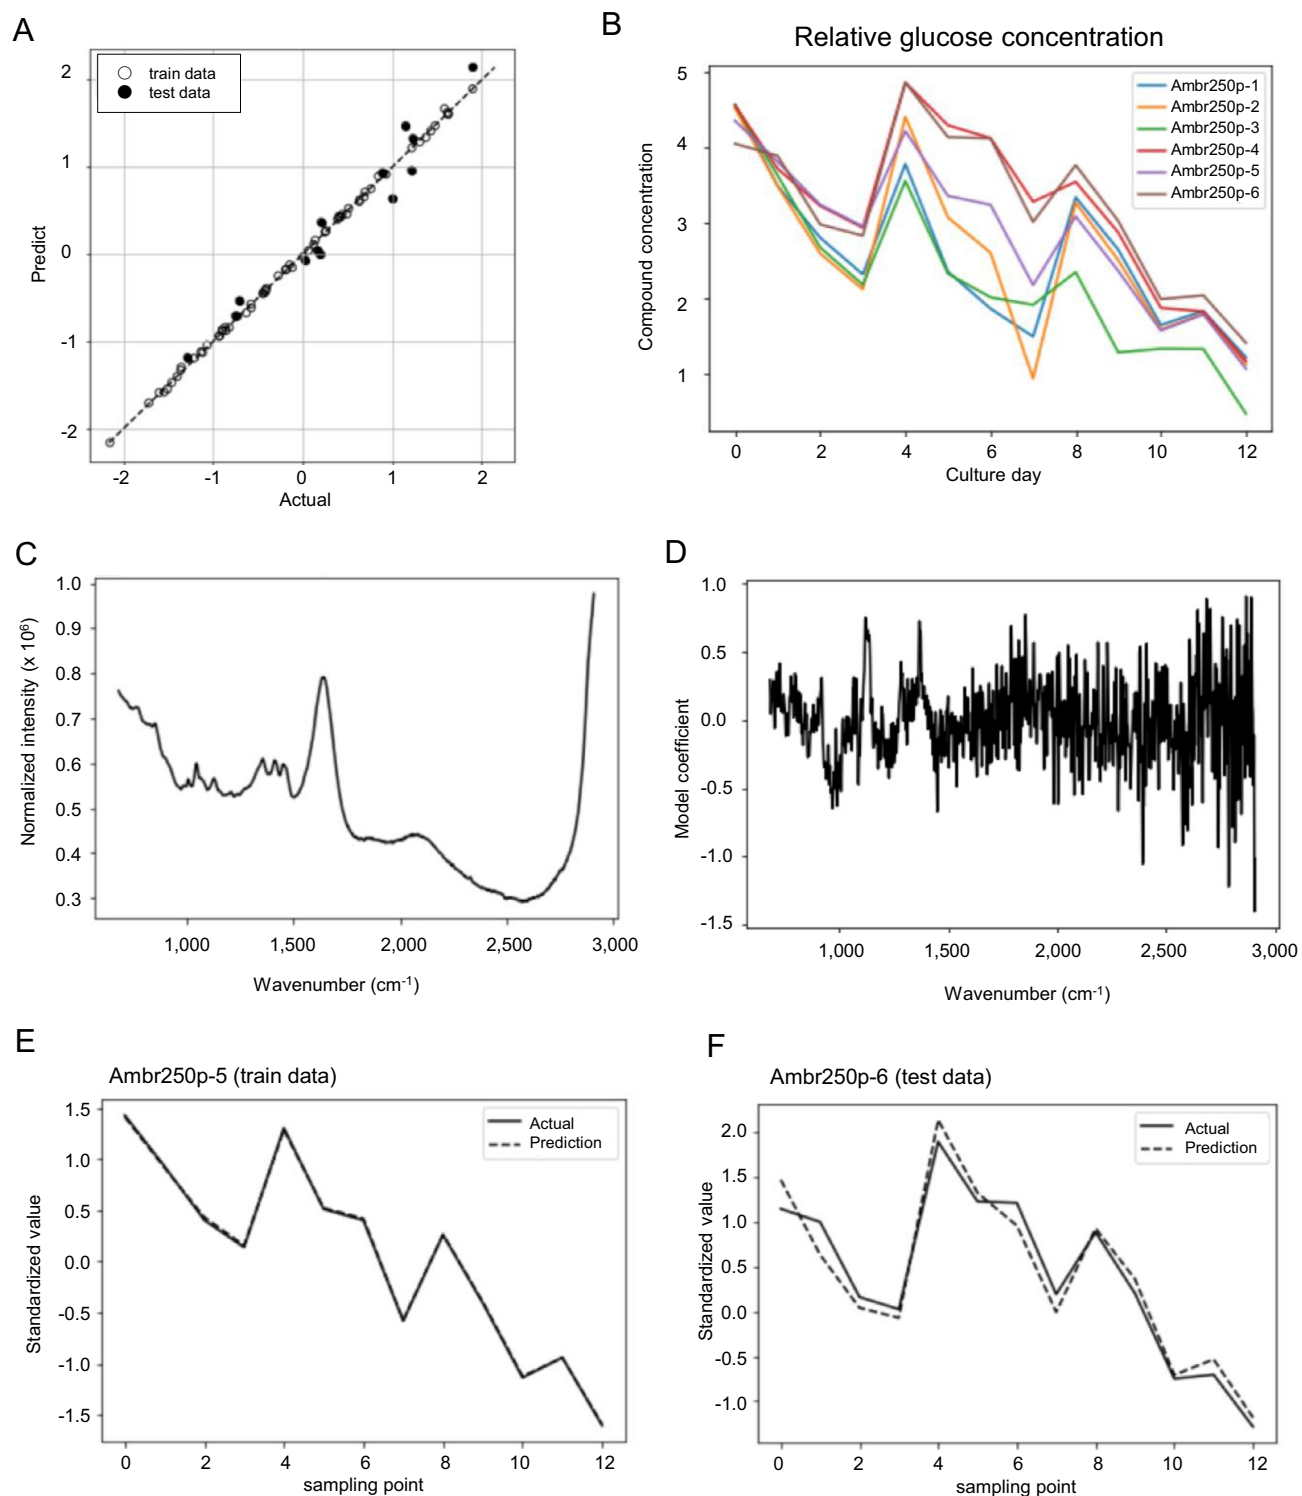 A
train data
test data
2
1
0
-1
-2
Predict
-2
-1
0
1
2
Actual
B
Relative glucose concentration
Ambr250p-1
Ambr250p-2
Ambr250p-3
Ambr250p-4
Ambr250p-5
Ambr250p-6
5
4
3
2
1
Compound concentration
0
2
4
6
8
10
12
Culture day
C
1.0
0.9
0.8
0.7
0.6
0.5
0.4
0.3
Normalized intensity (x 10⁶)
1,000
1,500
2,000
2,500
3,000
Wavenumber (cm⁻¹)
D
1.0
0.5
0.0
-0.5
-1.0
-1.5
Model coefficient
1,000
1,500
2,000
2,500
3,000
Wavenumber (cm⁻¹)
E
Ambr250p-5 (train data)
Actual
Prediction
1.5
1.0
0.5
0.0
-0.5
-1.0
-1.5
Standardized value
0
2
4
6
8
10
12
sampling point
F
Ambr250p-6 (test data)
Actual
Prediction
2.0
1.5
1.0
0.5
0.0
-0.5
-1.0
Standardized value
0
2
4
6
8
10
12
sampling point